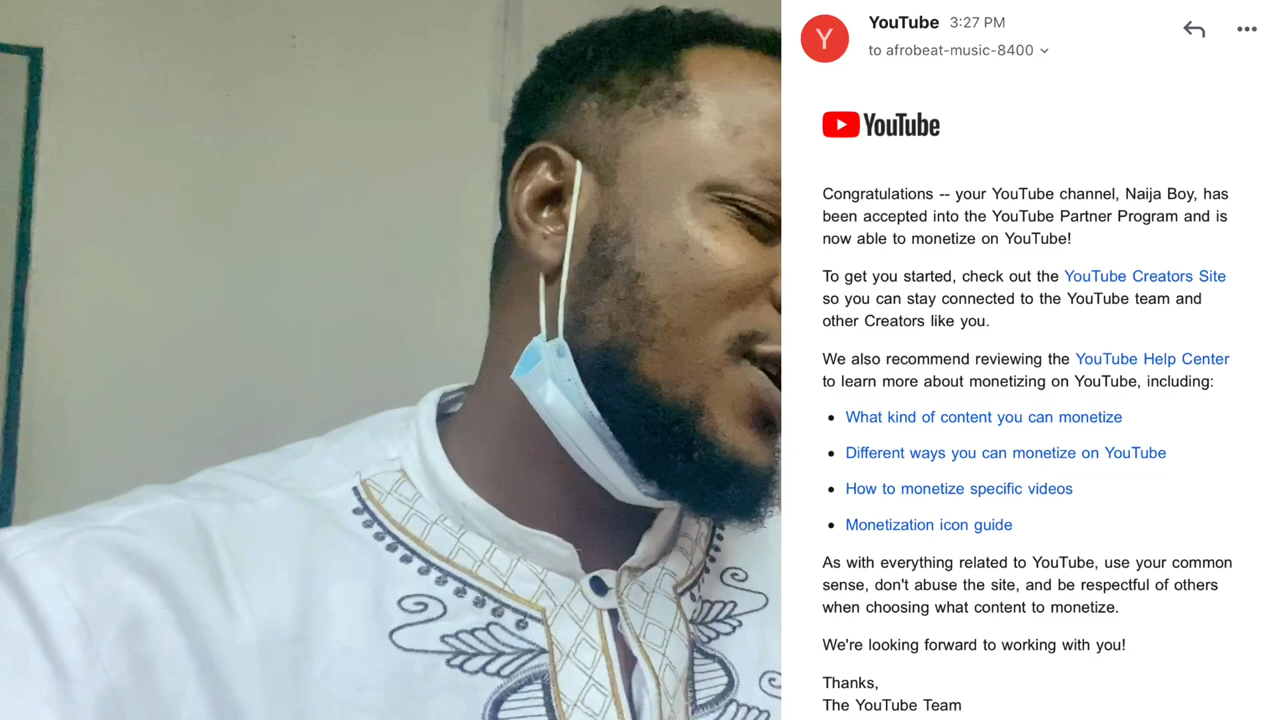 YouTube 3:27 PM
to afrobeat-music-8400
Y
YouTube
Congratulations -- your YouTube channel, Naija Boy, has
been accepted into the YouTube Partner Program and is
now able to monetize on YouTube!
To get you started, check out the YouTube Creators Site
so you can stay connected to the YouTube team and
other Creators like you.
We also recommend reviewing the YouTube Help Center
to learn more about monetizing on YouTube, including:
• What kind of content you can monetize
• Different ways you can monetize on YouTube
• How to monetize specific videos
• Monetization icon guide
As with everything related to YouTube, use your common
sense, don't abuse the site, and be respectful of others
when choosing what content to monetize.
We're looking forward to working with you!
Thanks,
The YouTube Team